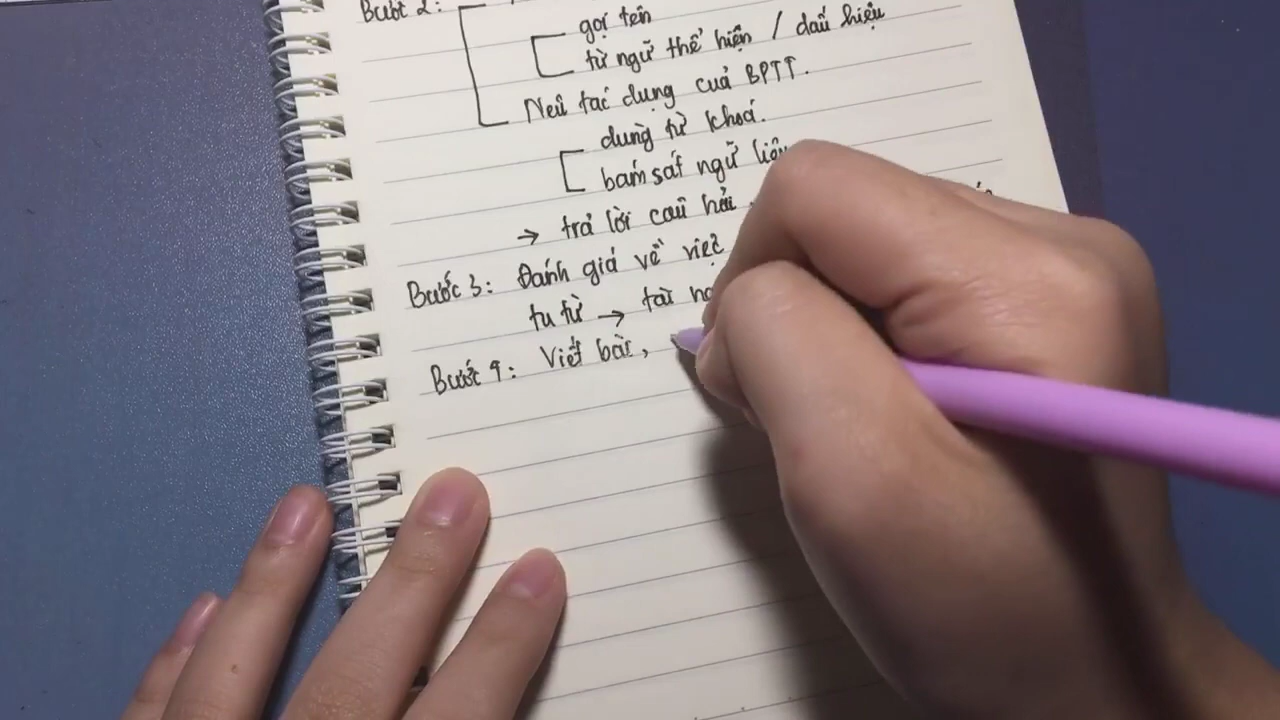 Bước 2:
gọi tên
từ ngữ thể hiện / dấu hiệu
Nêu tác dụng của BPTT.
dùng từ khoá.
bám sát ngữ liệu
→ trả lời câu hỏi
Bước 3: Đánh giá về việc
tu từ → tài
Bước 4: Viết bài,